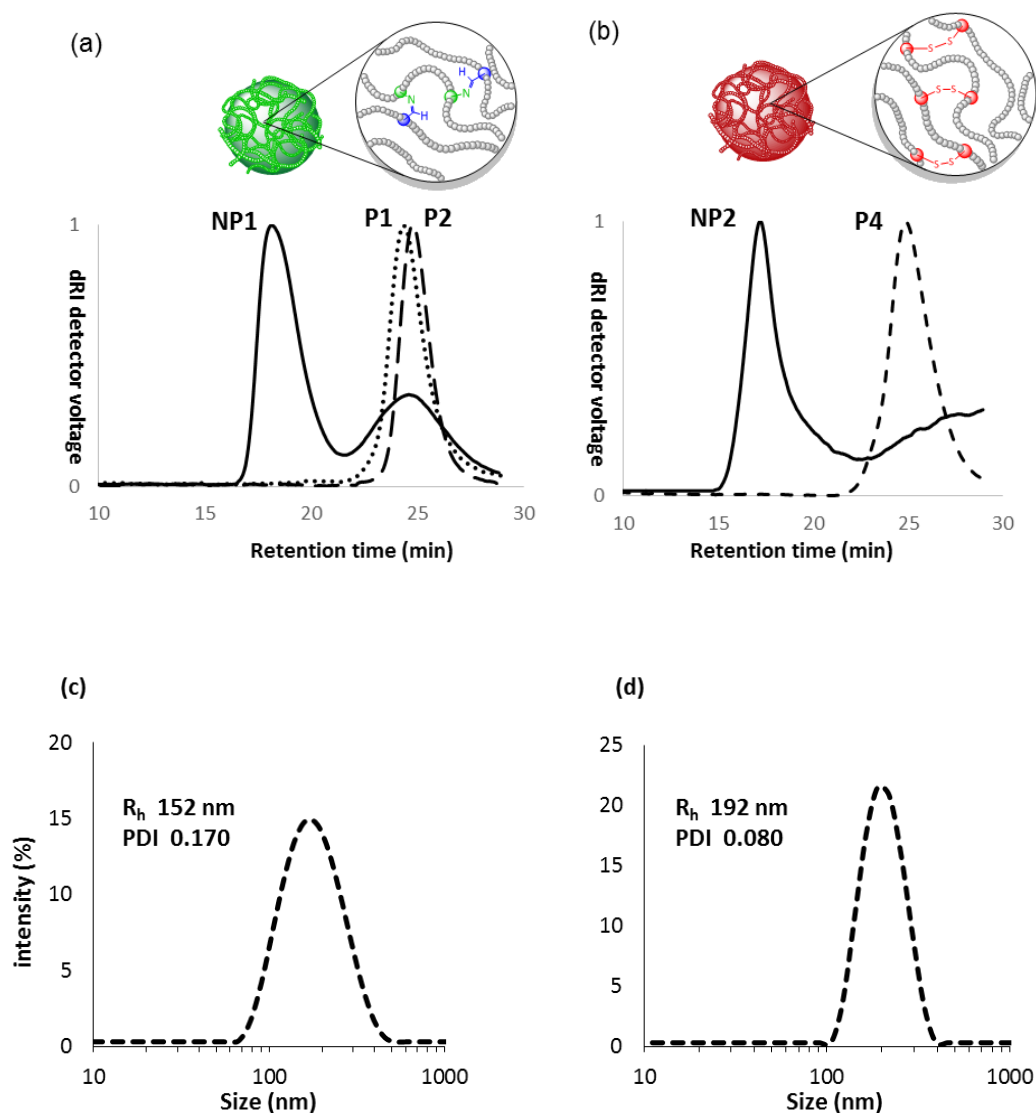 (a)
H
N
N
H
NP1
P1
P2
1
0
dRI detector voltage
10
15
20
25
30
Retention time (min)
(b)
S
S
S
S
S
S
NP2
P4
1
0
dRI detector voltage
10
15
20
25
30
Retention time (min)
(c)
20
15
10
5
0
intensity (%)
Rh 152 nm
PDI 0.170
10
100
1000
Size (nm)
(d)
25
20
15
10
5
0
Rh 192 nm
PDI 0.080
10
100
1000
Size (nm)